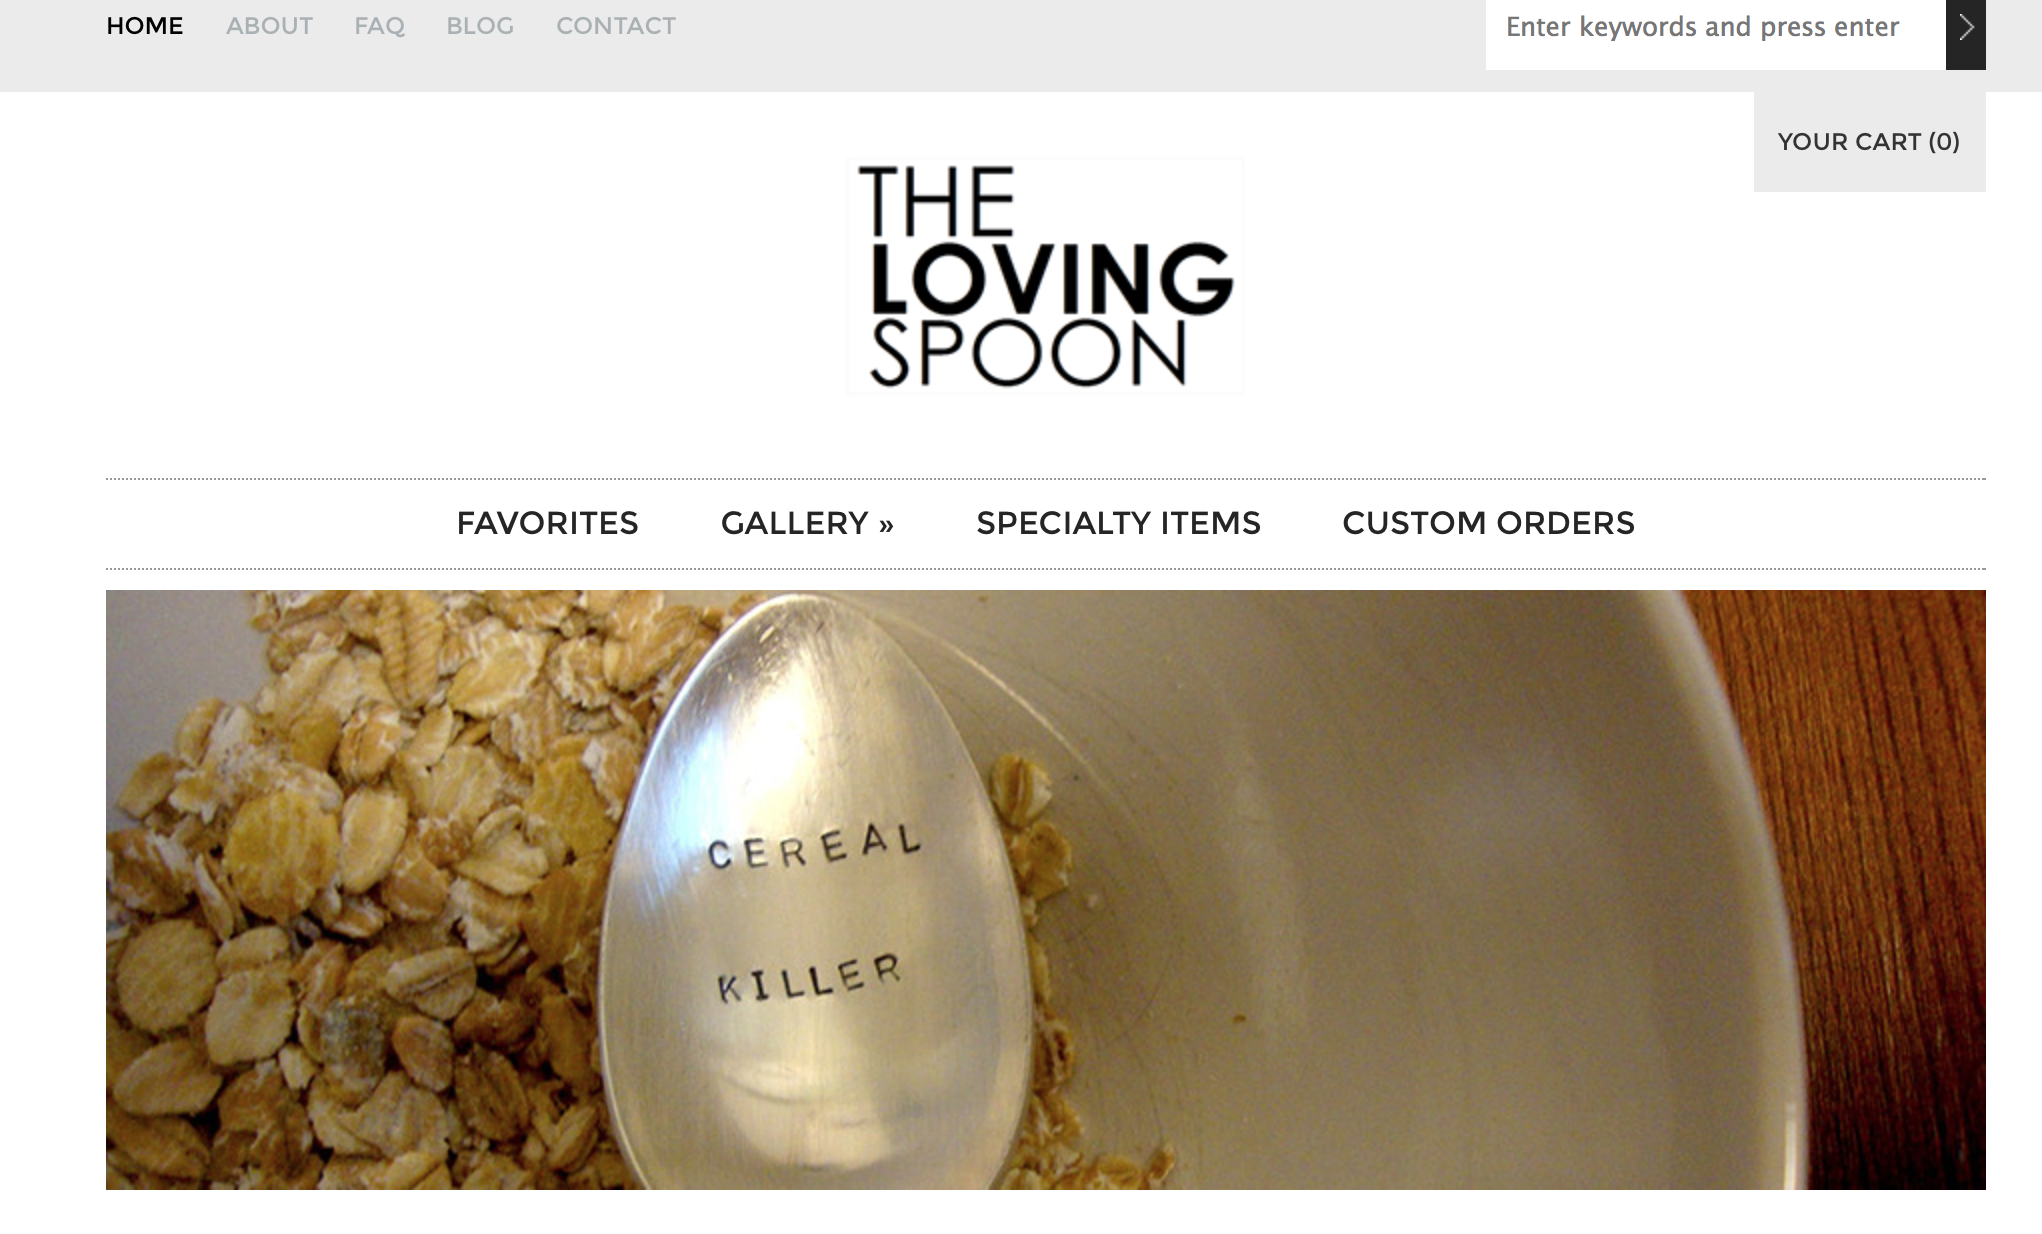 HOME ABOUT FAQ BLOG CONTACT
Enter keywords and press enter
YOUR CART (0)
THE
LOVING
SPOON
FAVORITES GALLERY » SPECIALTY ITEMS CUSTOM ORDERS
CEREAL
KILLER